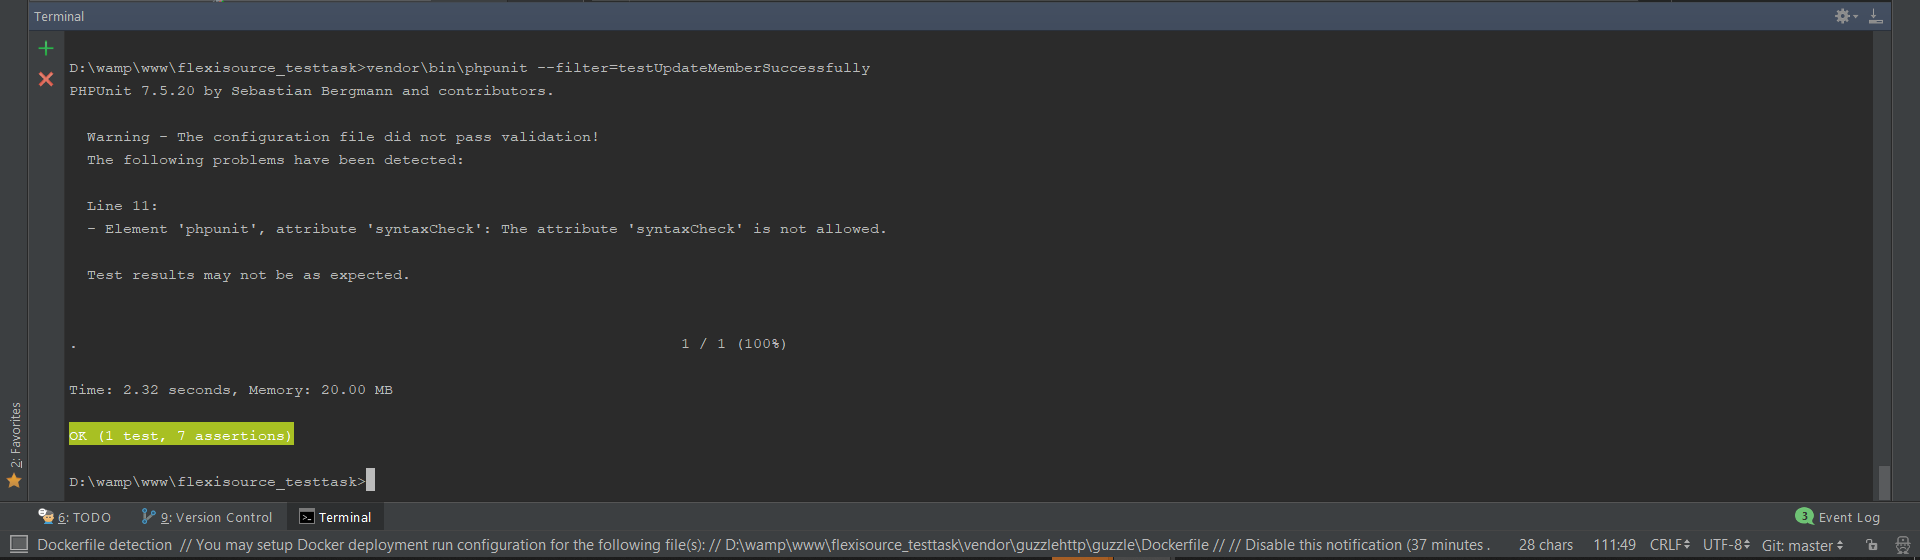 Terminal
D:\wamp\www\flexisource_testtask>vendor\bin\phpunit --filter=testUpdateMemberSuccessfully
PHPUnit 7.5.20 by Sebastian Bergmann and contributors.
Warning - The configuration file did not pass validation!
The following problems have been detected:
Line 11:
- Element 'phpunit', attribute 'syntaxCheck': The attribute 'syntaxCheck' is not allowed.
Test results may not be as expected.
. 1 / 1 (100%)
Time: 2.32 seconds, Memory: 20.00 MB
OK (1 test, 7 assertions)
D:\wamp\www\flexisource_testtask>
2: Favorites
6: TODO 9: Version Control Terminal 3 Event Log
Dockerfile detection // You may setup Docker deployment run configuration for the following file(s): // D:\wamp\www\flexisource_testtask\vendor\guzzlehttp\guzzle\Dockerfile // // Disable this notification (37 minutes . 28 chars 111:49 CRLF UTF-8 Git: master